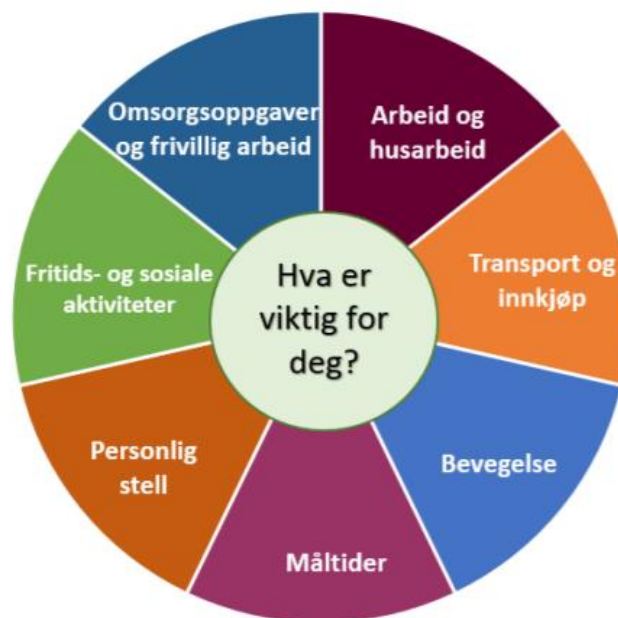 Omsorgsoppgaver
og frivillig arbeid
Arbeid og
husarbeid
Transport og
innkjøp
Bevegelse
Måltider
Personlig
stell
Fritids- og sosiale
aktiviteter
Hva er
viktig for
deg?